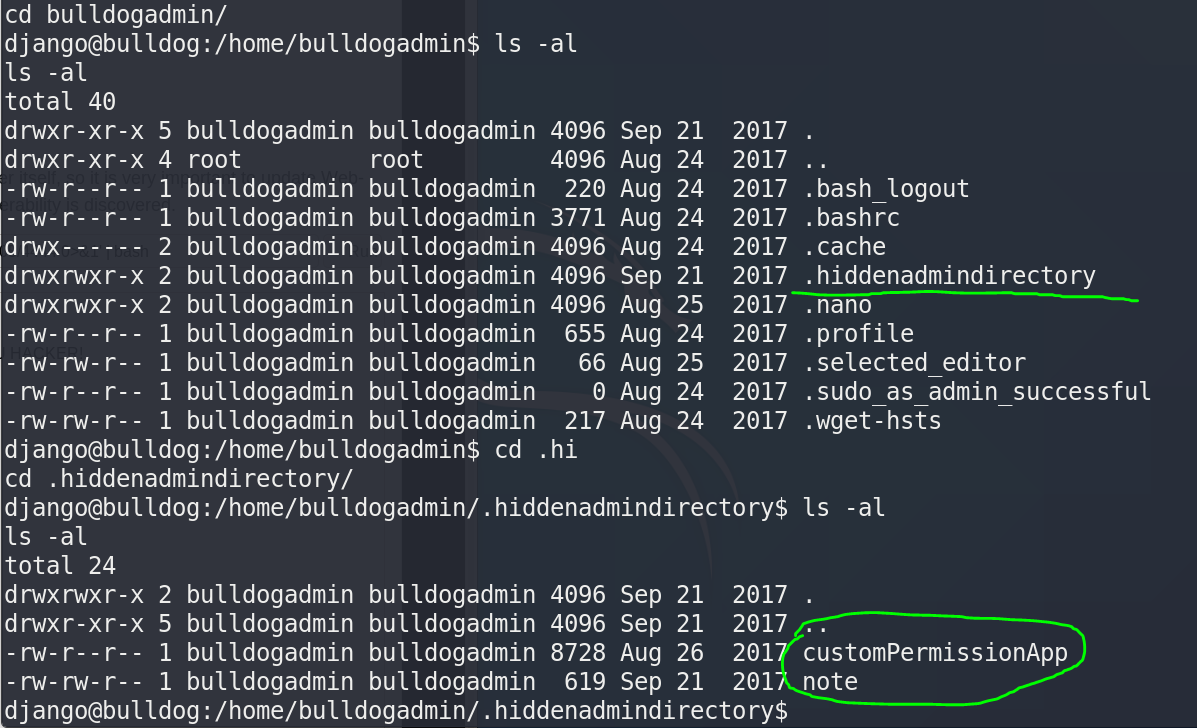 cd bulldogadmin/
django@bulldog:/home/bulldogadmin$ ls -al
ls -al
total 40
drwxr-xr-x 5 bulldogadmin bulldogadmin 4096 Sep 21  2017 .
drwxr-xr-x 4 root         root         4096 Aug 24  2017 ..
-rw-r--r-- 1 bulldogadmin bulldogadmin  220 Aug 24  2017 .bash_logout
-rw-r--r-- 1 bulldogadmin bulldogadmin 3771 Aug 24  2017 .bashrc
drwx------ 2 bulldogadmin bulldogadmin 4096 Aug 24  2017 .cache
drwxrwxr-x 2 bulldogadmin bulldogadmin 4096 Sep 21  2017 .hiddenadmindirectory
drwxrwxr-x 2 bulldogadmin bulldogadmin 4096 Aug 25  2017 .nano
-rw-r--r-- 1 bulldogadmin bulldogadmin  655 Aug 24  2017 .profile
-rw-rw-r-- 1 bulldogadmin bulldogadmin   66 Aug 25  2017 .selected_editor
-rw-r--r-- 1 bulldogadmin bulldogadmin    0 Aug 24  2017 .sudo_as_admin_successful
-rw-rw-r-- 1 bulldogadmin bulldogadmin  217 Aug 24  2017 .wget-hsts
django@bulldog:/home/bulldogadmin$ cd .hi
cd .hiddenadmindirectory/
django@bulldog:/home/bulldogadmin/.hiddenadmindirectory$ ls -al
ls -al
total 24
drwxrwxr-x 2 bulldogadmin bulldogadmin 4096 Sep 21  2017 .
drwxr-xr-x 5 bulldogadmin bulldogadmin 4096 Sep 21  2017 ..
-rw-r--r-- 1 bulldogadmin bulldogadmin 8728 Aug 26  2017 customPermissionApp
-rw-rw-r-- 1 bulldogadmin bulldogadmin  619 Sep 21  2017 note
django@bulldog:/home/bulldogadmin/.hiddenadmindirectory$